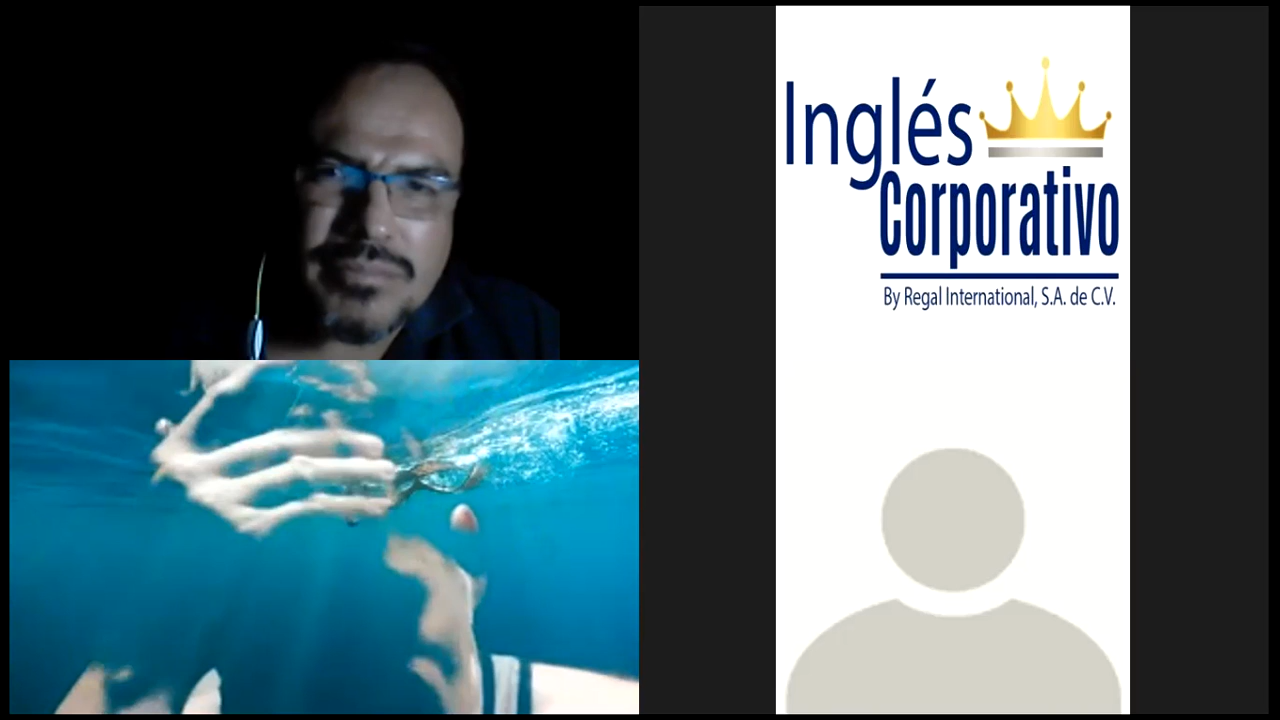 Inglés
Corporativo
By Regal International, S.A. de C.V.